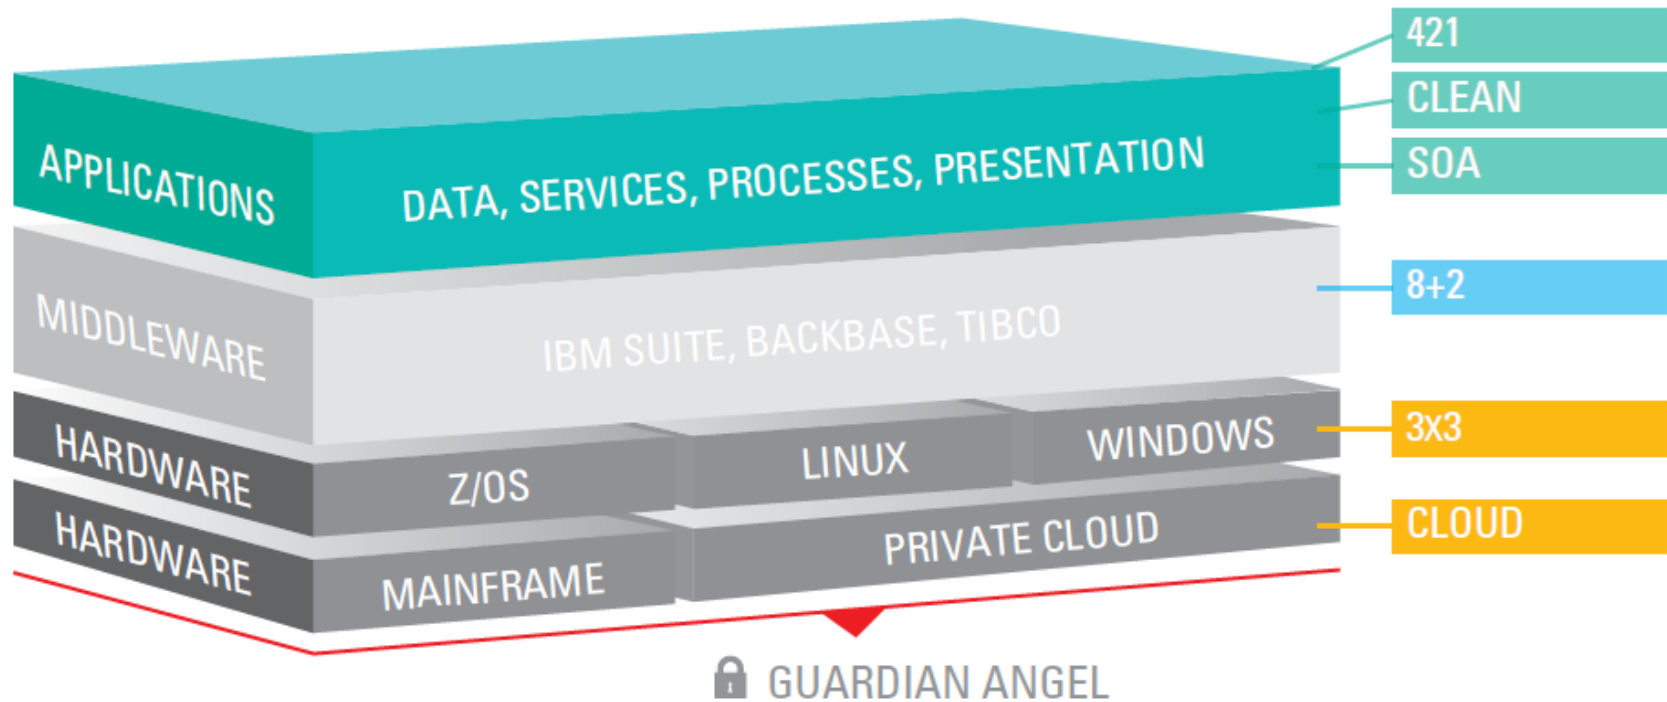 421
CLEAN
SOA
APPLICATIONS
DATA, SERVICES, PROCESSES, PRESENTATION
8+2
MIDDLEWARE
IBM SUITE, BACKBASE, TIBCO
3X3
HARDWARE
Z/OS
LINUX
WINDOWS
CLOUD
HARDWARE
MAINFRAME
PRIVATE CLOUD
GUARDIAN ANGEL